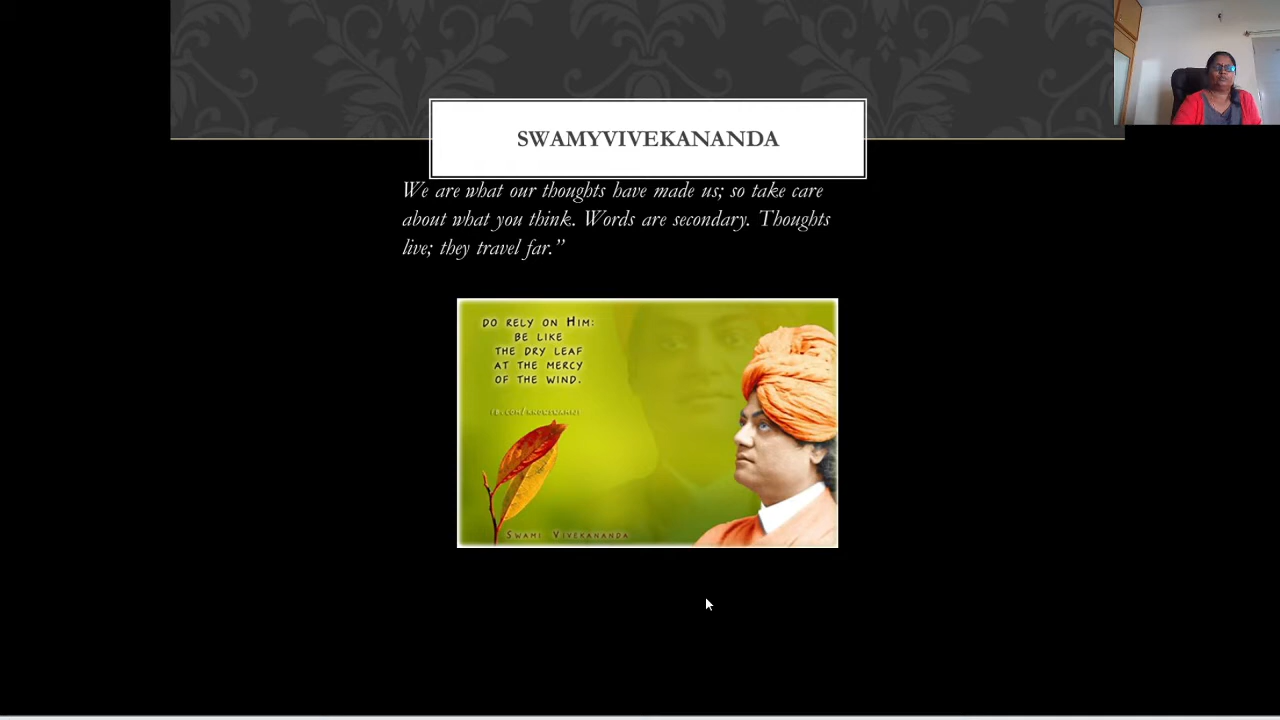 SWAMYVIVEKANANDA
We are what our thoughts have made us; so take care
about what you think. Words are secondary. Thoughts
live; they travel far.”
DO RELY ON HIM:
BE LIKE
THE DRY LEAF
AT THE MERCY
OF THE WIND.
SWAMI VIVEKANANDA